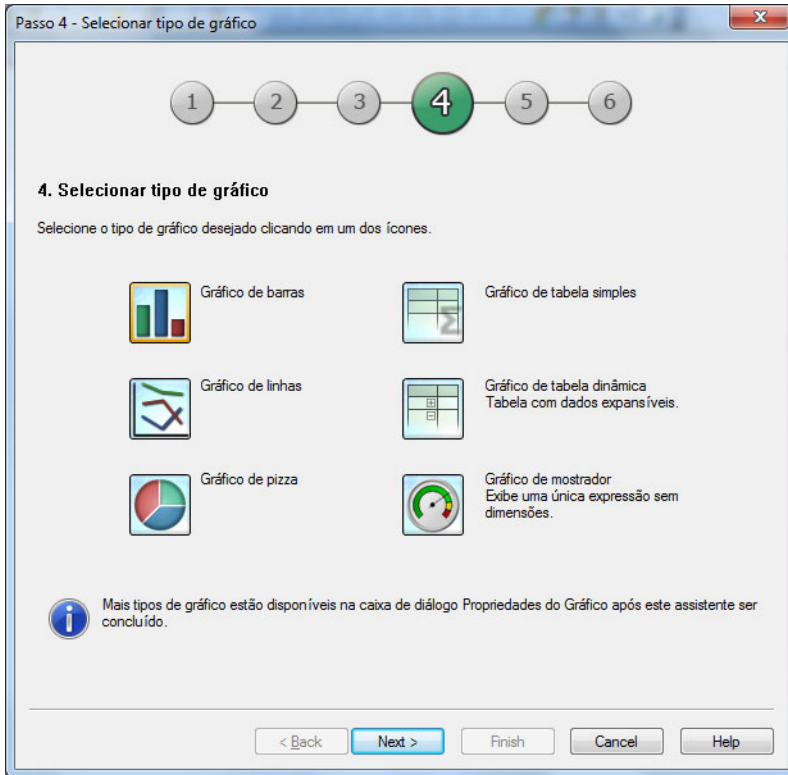 Passo 4 - Selecionar tipo de gráfico
1 2 3 4 5 6
4. Selecionar tipo de gráfico
Selecione o tipo de gráfico desejado clicando em um dos ícones.
Gráfico de barras
Gráfico de tabela simples
Gráfico de linhas
Gráfico de tabela dinâmica
Tabela com dados expansíveis.
Gráfico de pizza
Gráfico de mostrador
Exibe uma única expressão sem
dimensões.
Mais tipos de gráfico estão disponíveis na caixa de diálogo Propriedades do Gráfico após este assistente ser
concluído.
< Back Next > Finish Cancel Help